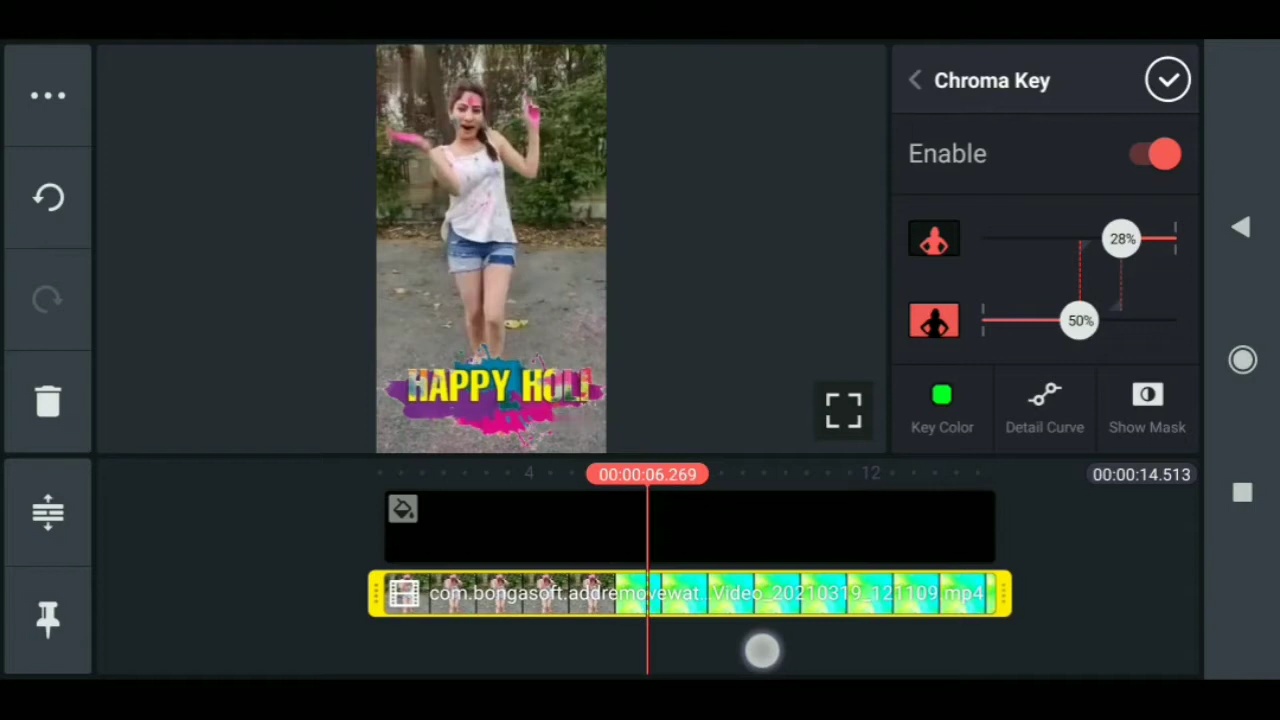 Chroma Key
Enable
28%
50%
Key Color
Detail Curve
Show Mask
HAPPY HOLI
4
00:00:06.269
12
00:00:14.513
com.bongasoft.addremovewat..Video_20210319_121109.mp4